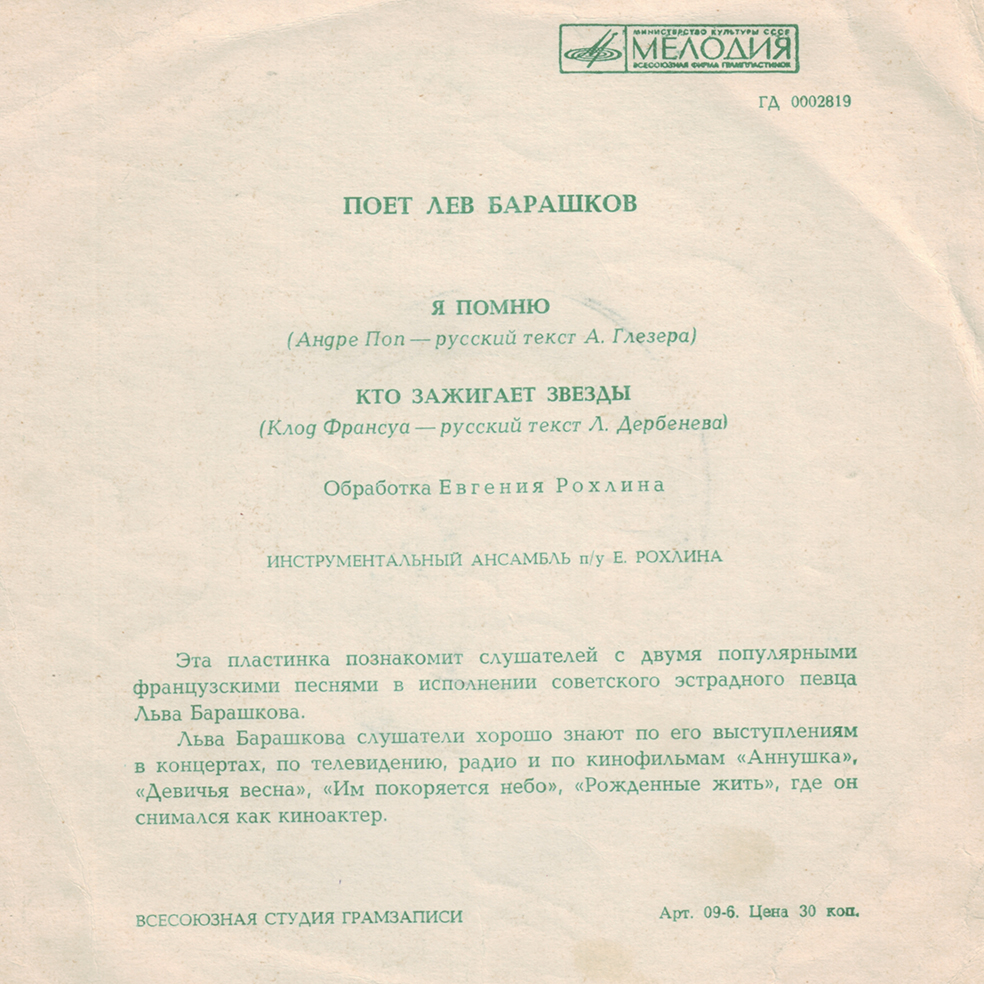 МИНИСТЕРСТВО КУЛЬТУРЫ СССР
МЕЛОДИЯ
ВСЕСОЮЗНАЯ ФИРМА ГРАМПЛАСТИНОК
ГД 0002819
ПОЕТ ЛЕВ БАРАШКОВ
Я ПОМНЮ
(Андре Поп — русский текст А. Глезера)
КТО ЗАЖИГАЕТ ЗВЕЗДЫ
(Клод Франсуа — русский текст Л. Дербенева)
Обработка Евгения Рохлина
ИНСТРУМЕНТАЛЬНЫЙ АНСАМБЛЬ п/у Е. РОХЛИНА
Эта пластинка познакомит слушателей с двумя популярными
французскими песнями в исполнении советского эстрадного певца
Льва Барашкова.
Льва Барашкова слушатели хорошо знают по его выступлениям
в концертах, по телевидению, радио и по кинофильмам «Аннушка»,
«Девичья весна», «Им покоряется небо», «Рожденные жить», где он
снимался как киноактер.
ВСЕСОЮЗНАЯ СТУДИЯ ГРАМЗАПИСИ
Арт. 09-6. Цена 30 коп.